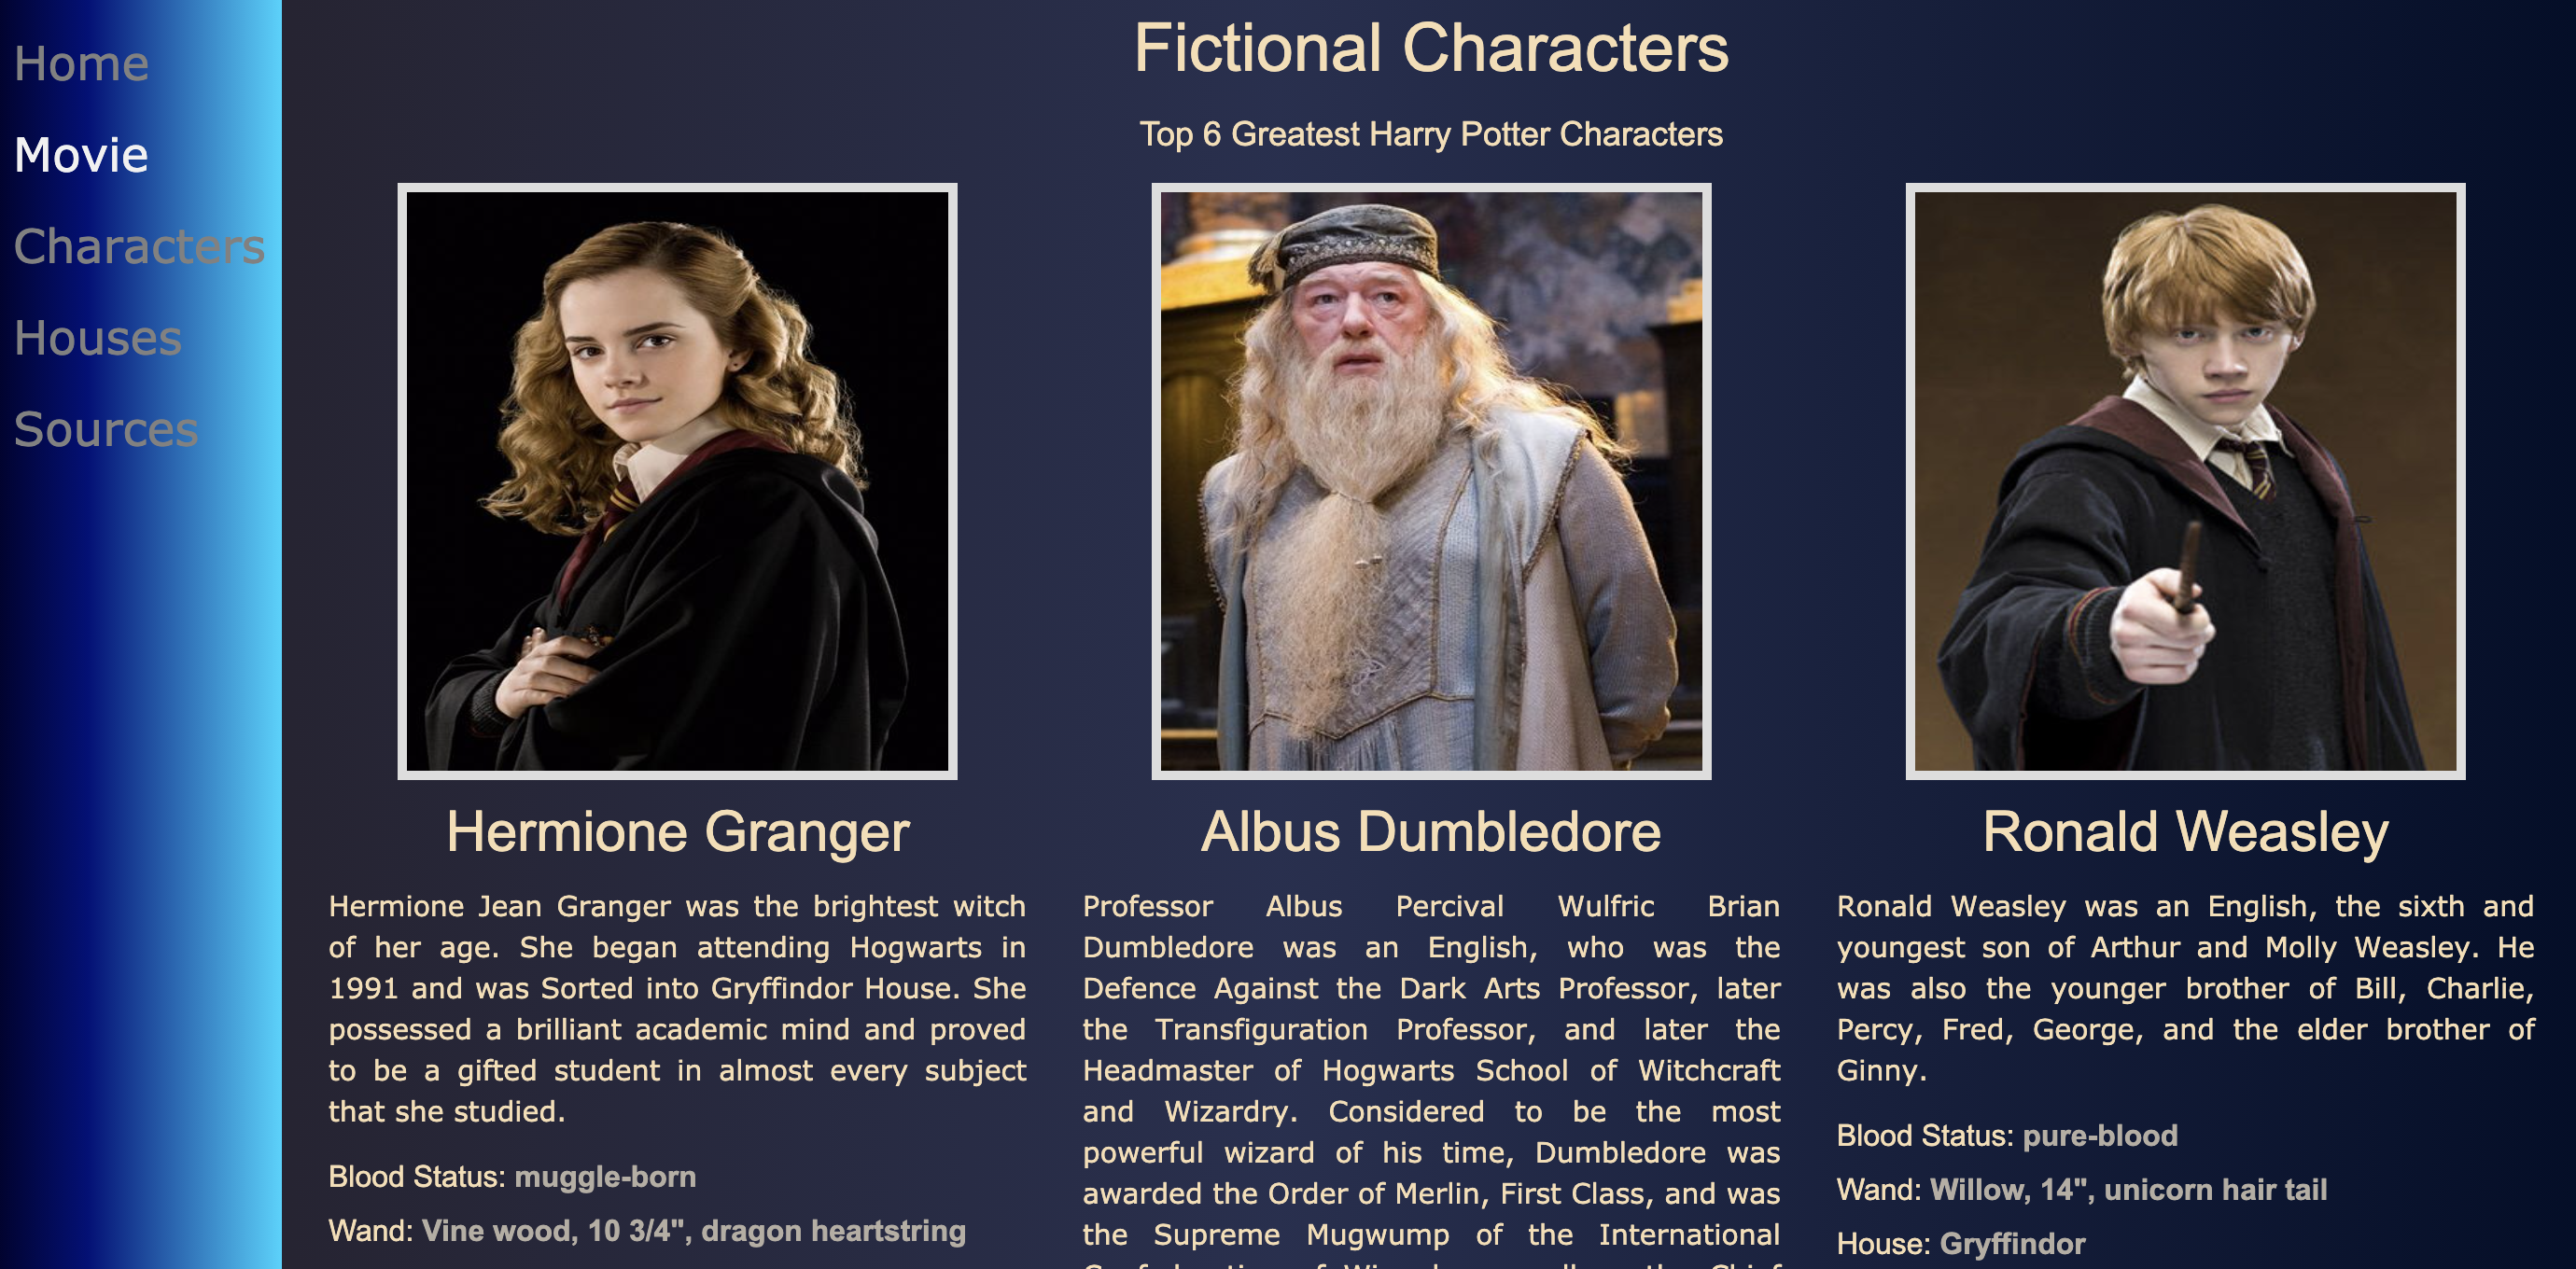 Home
Movie
Characters
Houses
Sources
Fictional Characters
Top 6 Greatest Harry Potter Characters
Hermione Granger
Hermione Jean Granger was the brightest witch
of her age. She began attending Hogwarts in
1991 and was Sorted into Gryffindor House. She
possessed a brilliant academic mind and proved
to be a gifted student in almost every subject
that she studied.
Blood Status: muggle-born
Wand: Vine wood, 10 3/4", dragon heartstring
Albus Dumbledore
Professor Albus Percival Wulfric Brian
Dumbledore was an English, who was the
Defence Against the Dark Arts Professor, later
the Transfiguration Professor, and later the
Headmaster of Hogwarts School of Witchcraft
and Wizardry. Considered to be the most
powerful wizard of his time, Dumbledore was
awarded the Order of Merlin, First Class, and was
the Supreme Mugwump of the International
Ronald Weasley
Ronald Weasley was an English, the sixth and
youngest son of Arthur and Molly Weasley. He
was also the younger brother of Bill, Charlie,
Percy, Fred, George, and the elder brother of
Ginny.
Blood Status: pure-blood
Wand: Willow, 14", unicorn hair tail
House: Gryffindor